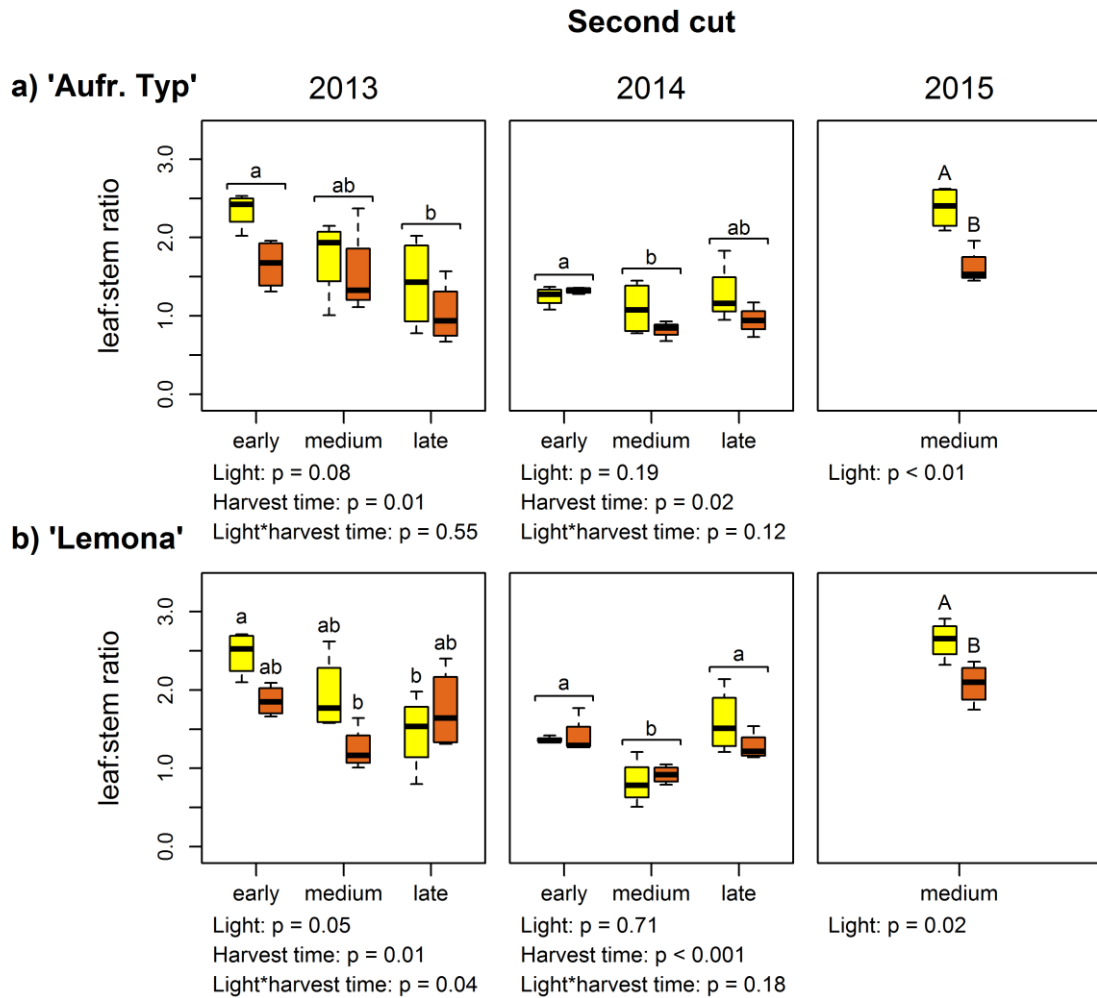 Second cut
a) 'Aufr. Typ' 2013 2014 2015
leaf:stem ratio
0.0 1.0 2.0 3.0
a ab b
a b ab
A B
early medium late
early medium late
medium
Light: p = 0.08
Harvest time: p = 0.01
Light*harvest time: p = 0.55
Light: p = 0.19
Harvest time: p = 0.02
Light*harvest time: p = 0.12
Light: p < 0.01
b) 'Lemona'
leaf:stem ratio
0.0 1.0 2.0 3.0
a ab ab b b ab
a b a
A B
early medium late
early medium late
medium
Light: p = 0.05
Harvest time: p = 0.01
Light*harvest time: p = 0.04
Light: p = 0.71
Harvest time: p < 0.001
Light*harvest time: p = 0.18
Light: p = 0.02